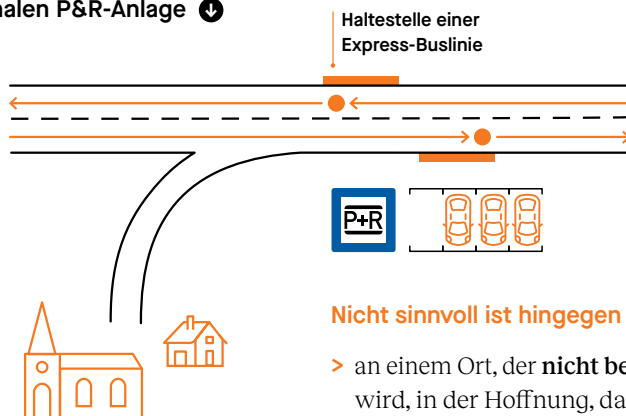 nalen P&R-Anlage
Haltestelle einer
Express-Buslinie
P+R
Nicht sinnvoll ist hingegen
> an einem Ort, der nicht be
wird, in der Hoffnung, da